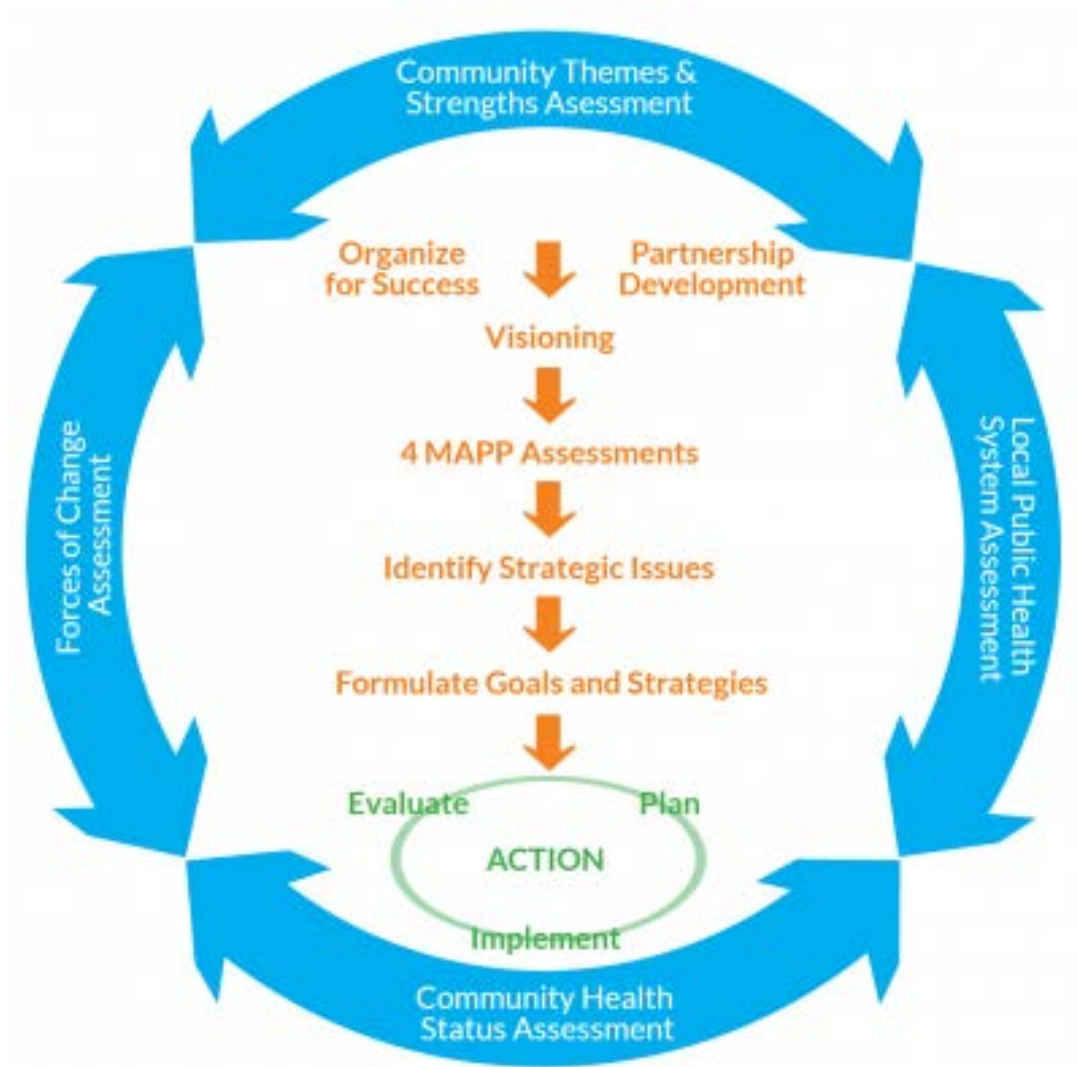 Community Themes &
Strengths Asessment
Organize
for Success
Partnership
Development
Visioning
4 MAPP Assessments
Identify Strategic Issues
Formulate Goals and Strategies
Forces of Change
Assessment
Local Public Health
System Assessment
Evaluate
Plan
ACTION
Implement
Community Health
Status Assessment